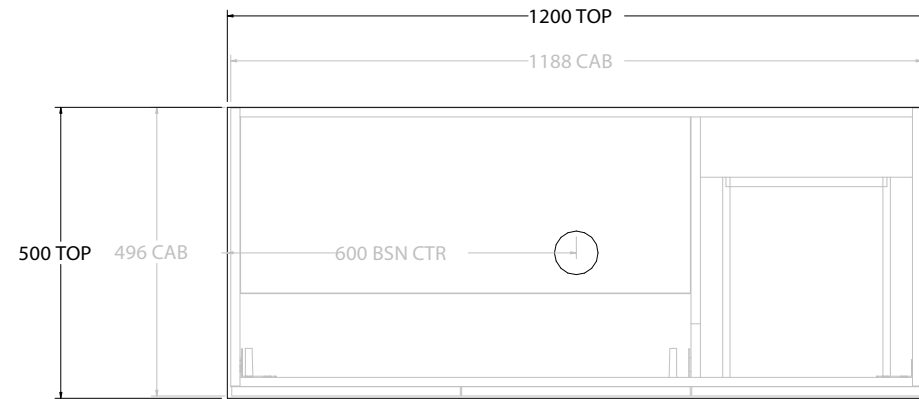 1200 TOP
1188 CAB
500 TOP
496 CAB
600 BSN CTR